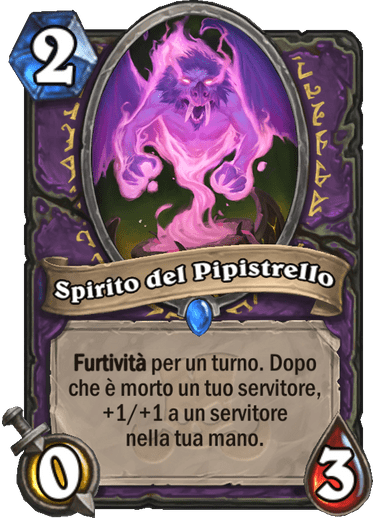 2
Spirito del Pipistrello
Furtività per un turno. Dopo
che è morto un tuo servitore,
+1/+1 a un servitore
nella tua mano.
0
3